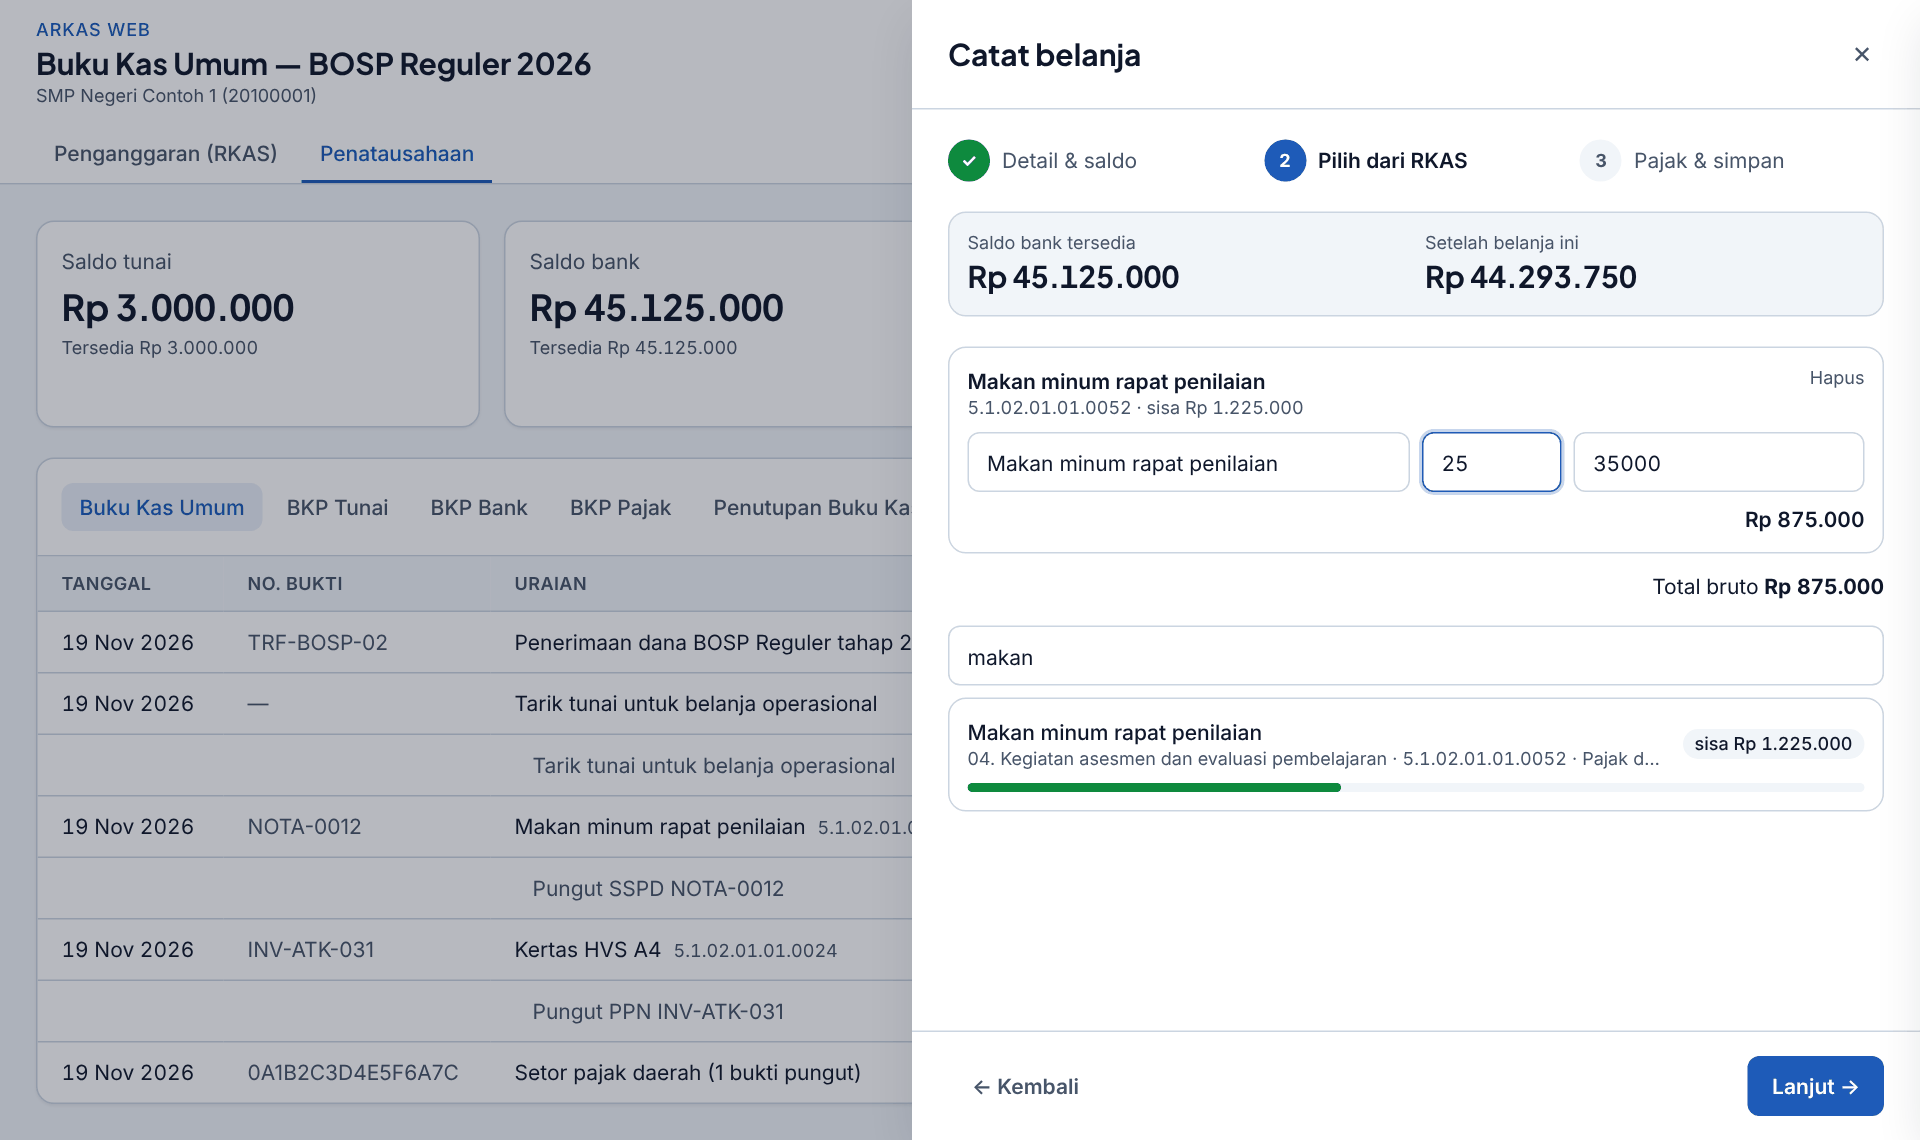 ARKAS WEB
Buku Kas Umum — BOSP Reguler 2026
SMP Negeri Contoh 1 (20100001)
Penganggaran (RKAS)
Penatausahaan
Saldo tunai
Rp 3.000.000
Tersedia Rp 3.000.000
Saldo bank
Rp 45.125.000
Tersedia Rp 45.125.000
Buku Kas Umum
BKP Tunai
BKP Bank
BKP Pajak
Penutupan Buku Ka
TANGGAL NO. BUKTI URAIAN
19 Nov 2026 TRF-BOSP-02 Penerimaan dana BOSP Reguler tahap 2
19 Nov 2026 — Tarik tunai untuk belanja operasional
Tarik tunai untuk belanja operasional
19 Nov 2026 NOTA-0012 Makan minum rapat penilaian 5.1.02.01.0
Pungut SSPD NOTA-0012
19 Nov 2026 INV-ATK-031 Kertas HVS A4 5.1.02.01.01.0024
Pungut PPN INV-ATK-031
19 Nov 2026 0A1B2C3D4E5F6A7C Setor pajak daerah (1 bukti pungut)
Catat belanja
×
✓ Detail & saldo
2 Pilih dari RKAS
3 Pajak & simpan
Saldo bank tersedia
Rp 45.125.000
Setelah belanja ini
Rp 44.293.750
Makan minum rapat penilaian
Hapus
5.1.02.01.01.0052 · sisa Rp 1.225.000
Makan minum rapat penilaian
25
35000
Rp 875.000
Total bruto Rp 875.000
makan
Makan minum rapat penilaian
04. Kegiatan asesmen dan evaluasi pembelajaran · 5.1.02.01.01.0052 · Pajak d...
sisa Rp 1.225.000
← Kembali
Lanjut →